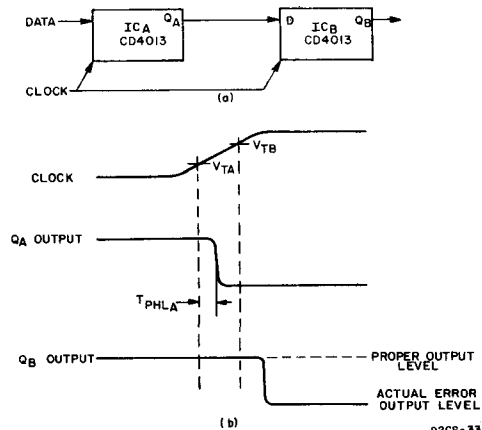 DATA
ICA
CD4013
QA
D
ICB
CD4013
QB
CLOCK
(a)
VTB
VTA
CLOCK
QA OUTPUT
TPHLA
QB OUTPUT
PROPER OUTPUT
LEVEL
ACTUAL ERROR
OUTPUT LEVEL
(b)